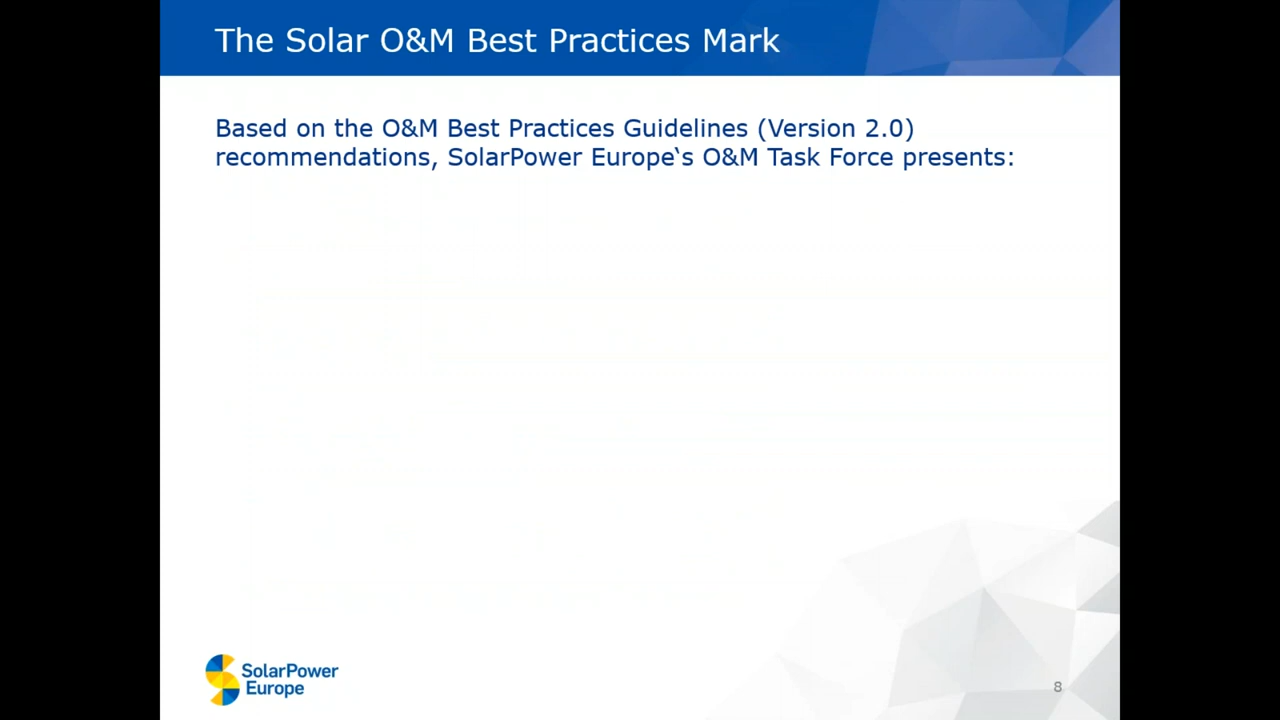 The Solar O&M Best Practices Mark
Based on the O&M Best Practices Guidelines (Version 2.0)
recommendations, SolarPower Europe‛s O&M Task Force presents:
SolarPower
Europe
8